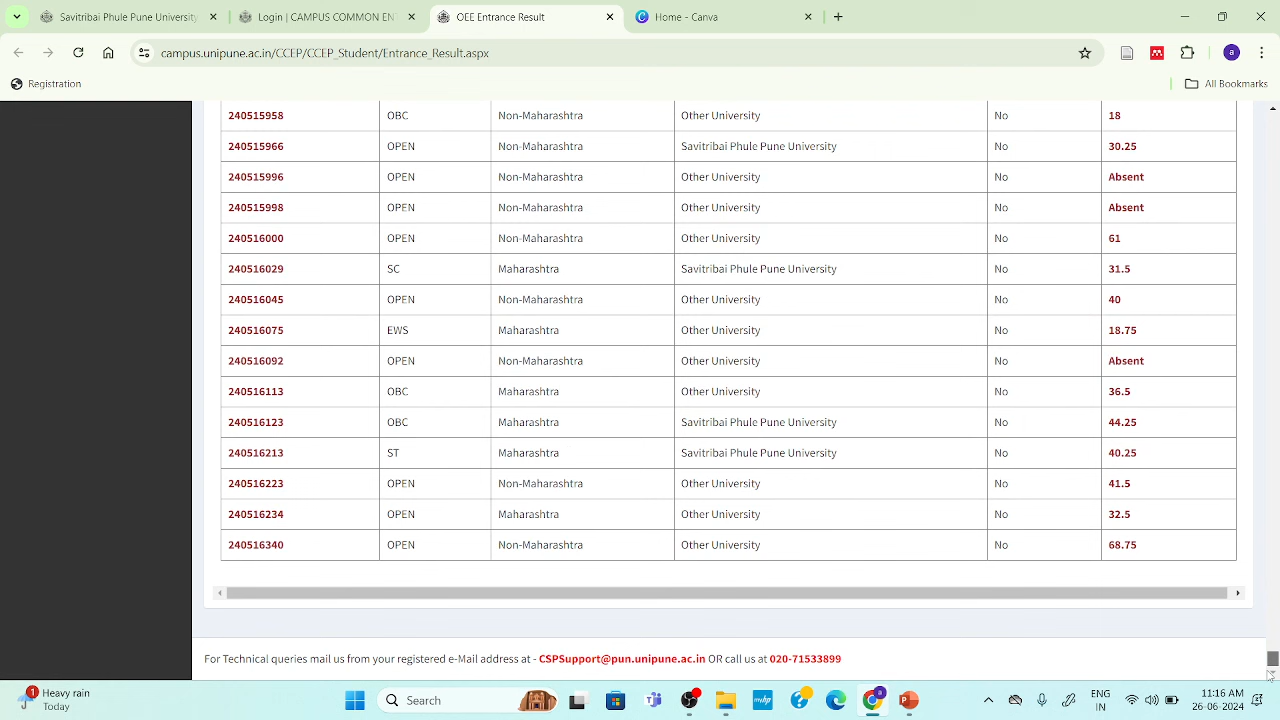 Savitribai Phule Pune University
Login | CAMPUS COMMON EN
OEE Entrance Result
Home - Canva
campus.unipune.ac.in/CCEP/CCEP_Student/Entrance_Result.aspx
Registration
All Bookmarks
240515958 OBC Non-Maharashtra Other University No 18
240515966 OPEN Non-Maharashtra Savitribai Phule Pune University No 30.25
240515996 OPEN Non-Maharashtra Other University No Absent
240515998 OPEN Non-Maharashtra Other University No Absent
240516000 OPEN Non-Maharashtra Other University No 61
240516029 SC Maharashtra Savitribai Phule Pune University No 31.5
240516045 OPEN Non-Maharashtra Other University No 40
240516075 EWS Maharashtra Other University No 18.75
240516092 OPEN Non-Maharashtra Other University No Absent
240516113 OBC Maharashtra Other University No 36.5
240516123 OBC Maharashtra Savitribai Phule Pune University No 44.25
240516213 ST Maharashtra Savitribai Phule Pune University No 40.25
240516223 OPEN Non-Maharashtra Other University No 41.5
240516234 OPEN Maharashtra Other University No 32.5
240516340 OPEN Non-Maharashtra Other University No 68.75
For Technical queries mail us from your registered e-Mail address at - CSPSupport@pun.unipune.ac.in OR call us at 020-71533899
1
Heavy rain
Today
Search
myhp
a
ENG
IN
11:16 AM
26-06-2024